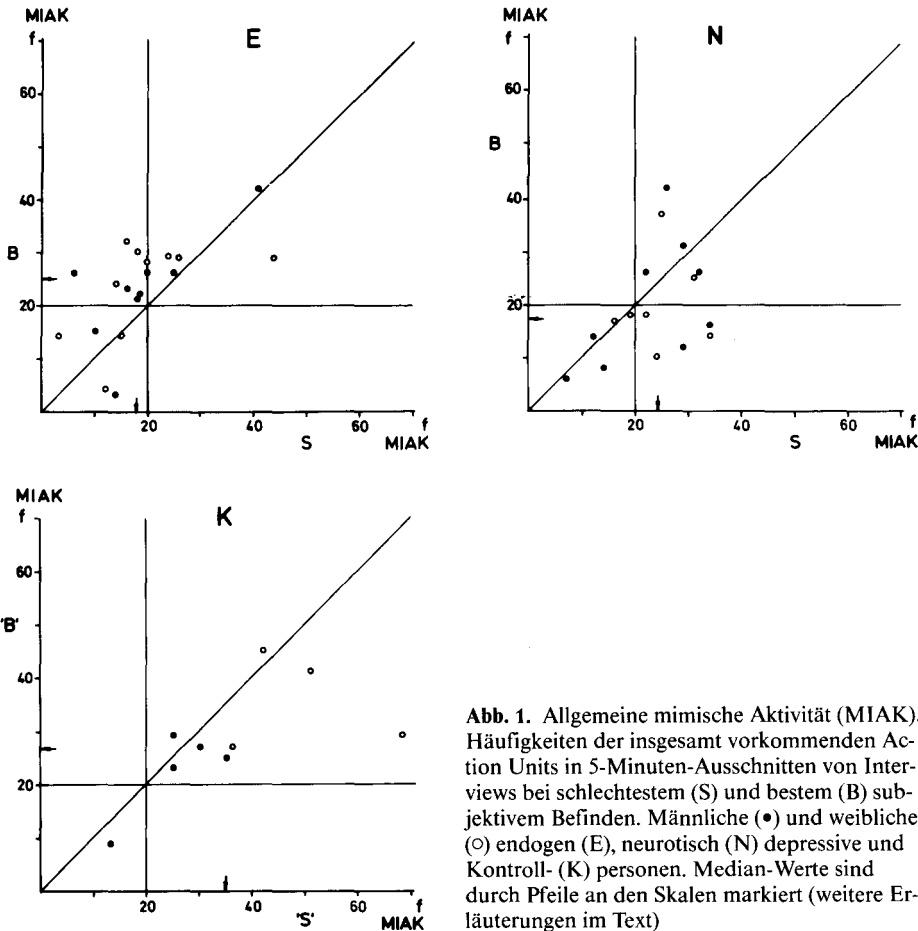 MIAK
f
E
60
40
B
20
20
40
60
f
S
MIAK
MIAK
f
N
60
B
40
20
20
40
60
f
S
MIAK
MIAK
f
K
60
'B'
40
20
20
40
60
f
'S'
MIAK
Abb. 1. Allgemeine mimische Aktivität (MIAK).
Häufigkeiten der insgesamt vorkommenden Ac-
tion Units in 5-Minuten-Ausschnitten von Inter-
views bei schlechtestem (S) und bestem (B) sub-
jektivem Befinden. Männliche (●) und weibliche
(○) endogen (E), neurotisch (N) depressive und
Kontroll- (K) personen. Median-Werte sind
durch Pfeile an den Skalen markiert (weitere Er-
läuterungen im Text)